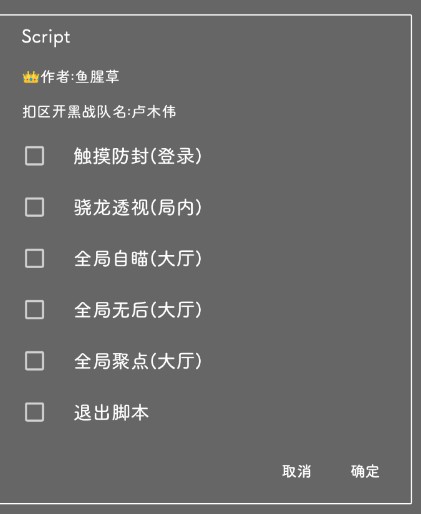 Script
👑作者:鱼腥草
扣区开黑战队名:卢木伟
触摸防封(登录)
骁龙透视(局内)
全局自瞄(大厅)
全局无后(大厅)
全局聚点(大厅)
退出脚本
取消 确定